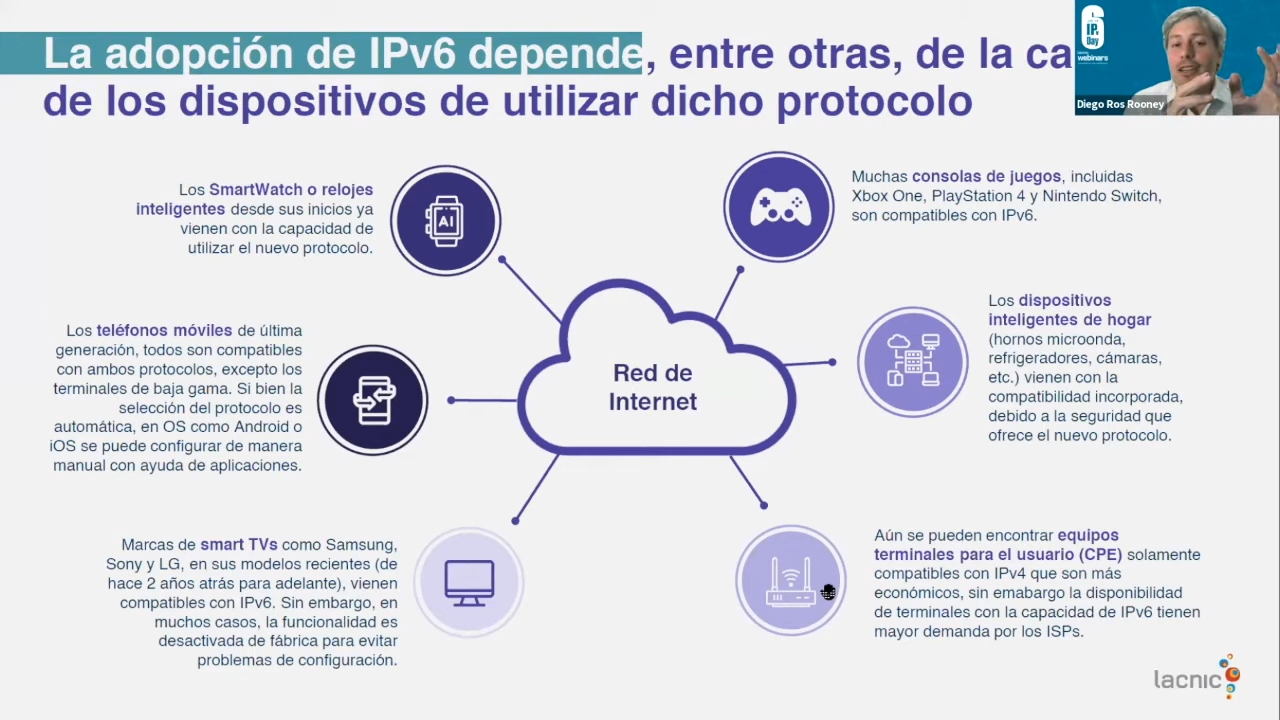 La adopción de IPv6 depende, entre otras, de la ca
de los dispositivos de utilizar dicho protocolo
6
IP.
Day
webinars
Diego Ros Rooney
Los SmartWatch o relojes
inteligentes desde sus inicios ya
vienen con la capacidad de
utilizar el nuevo protocolo.
AI
Muchas consolas de juegos, incluidas
Xbox One, PlayStation 4 y Nintendo Switch,
son compatibles con IPv6.
Los teléfonos móviles de última
generación, todos son compatibles
con ambos protocolos excepto los
terminales de baja gama. Si bien la
selección del protocolo es
automática, en OS como Android o
iOS se puede configurar de manera
manual con ayuda de aplicaciones.
Red de
Internet
Los dispositivos
inteligentes de hogar
(hornos microonda,
refrigeradores, cámaras,
etc.) vienen con la
compatibilidad incorporada,
debido a la seguridad que
ofrece el nuevo protocolo.
Marcas de smart TVs como Samsung,
Sony y LG, en sus modelos recientes (de
hace 2 años atrás para adelante), vienen
compatibles con IPv6. Sin embargo, en
muchos casos, la funcionalidad es
desactivada de fábrica para evitar
problemas de configuración.
Aún se pueden encontrar equipos
terminales para el usuario (CPE) solamente
compatibles con IPv4 que son más
económicos, sin emabargo la disponibilidad
de terminales con la capacidad de IPv6 tienen
mayor demanda por los ISPs.
lacnic